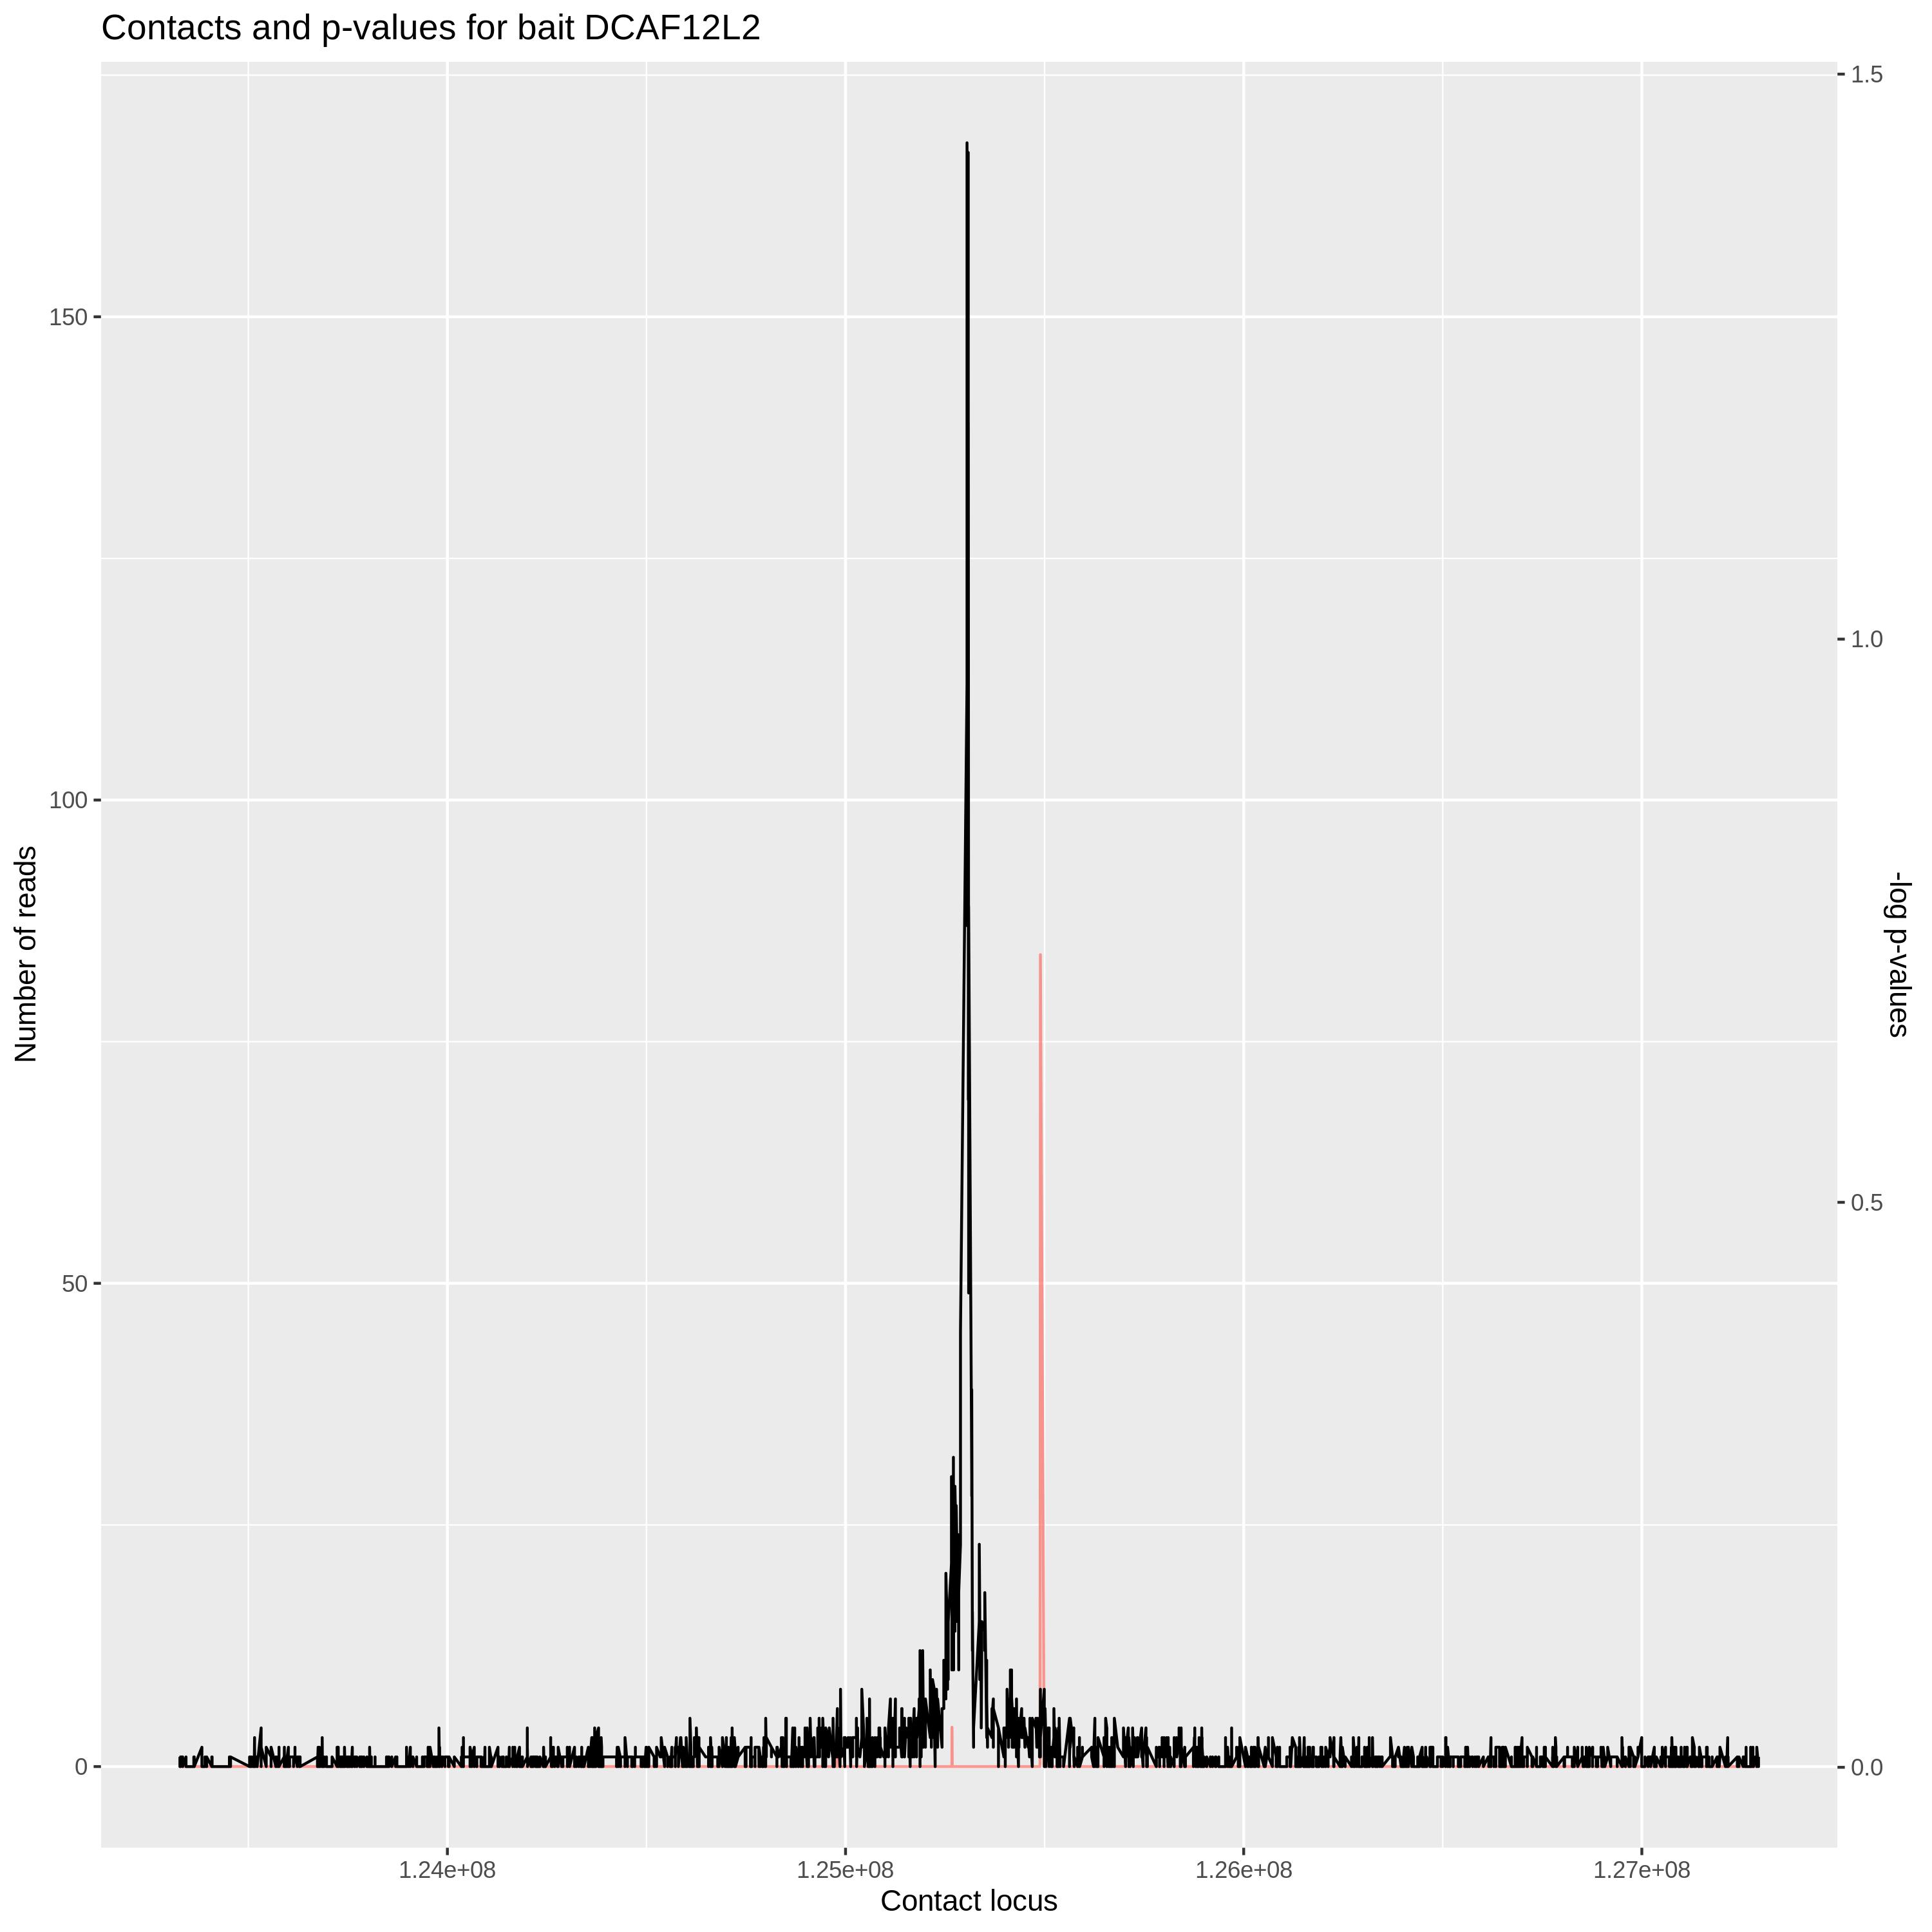 Contacts and p-values for bait DCAF12L2
Number of reads
150
100
50
0
1.5
1.0
0.5
0.0
-log p-values
1.24e+08
1.25e+08
1.26e+08
1.27e+08
Contact locus